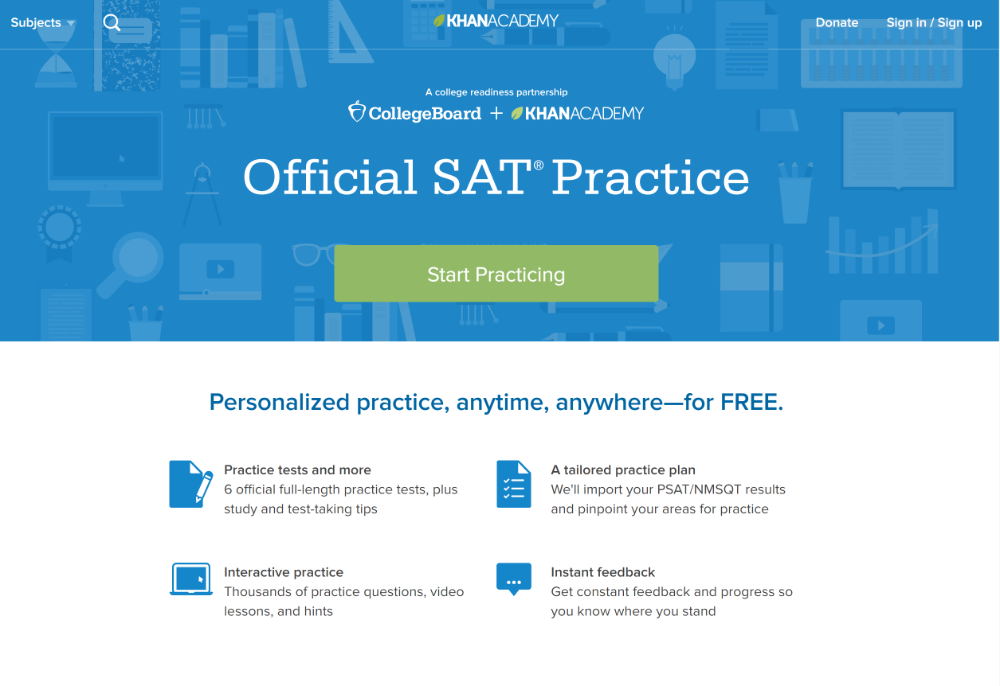 Subjects
KHANACADEMY
Donate
Sign in / Sign up
A college readiness partnership
CollegeBoard + KHANACADEMY
Official SAT® Practice
Start Practicing
Personalized practice, anytime, anywhere—for FREE.
Practice tests and more
6 official full-length practice tests, plus
study and test-taking tips
A tailored practice plan
We'll import your PSAT/NMSQT results
and pinpoint your areas for practice
Interactive practice
Thousands of practice questions, video
lessons, and hints
Instant feedback
Get constant feedback and progress so
you know where you stand